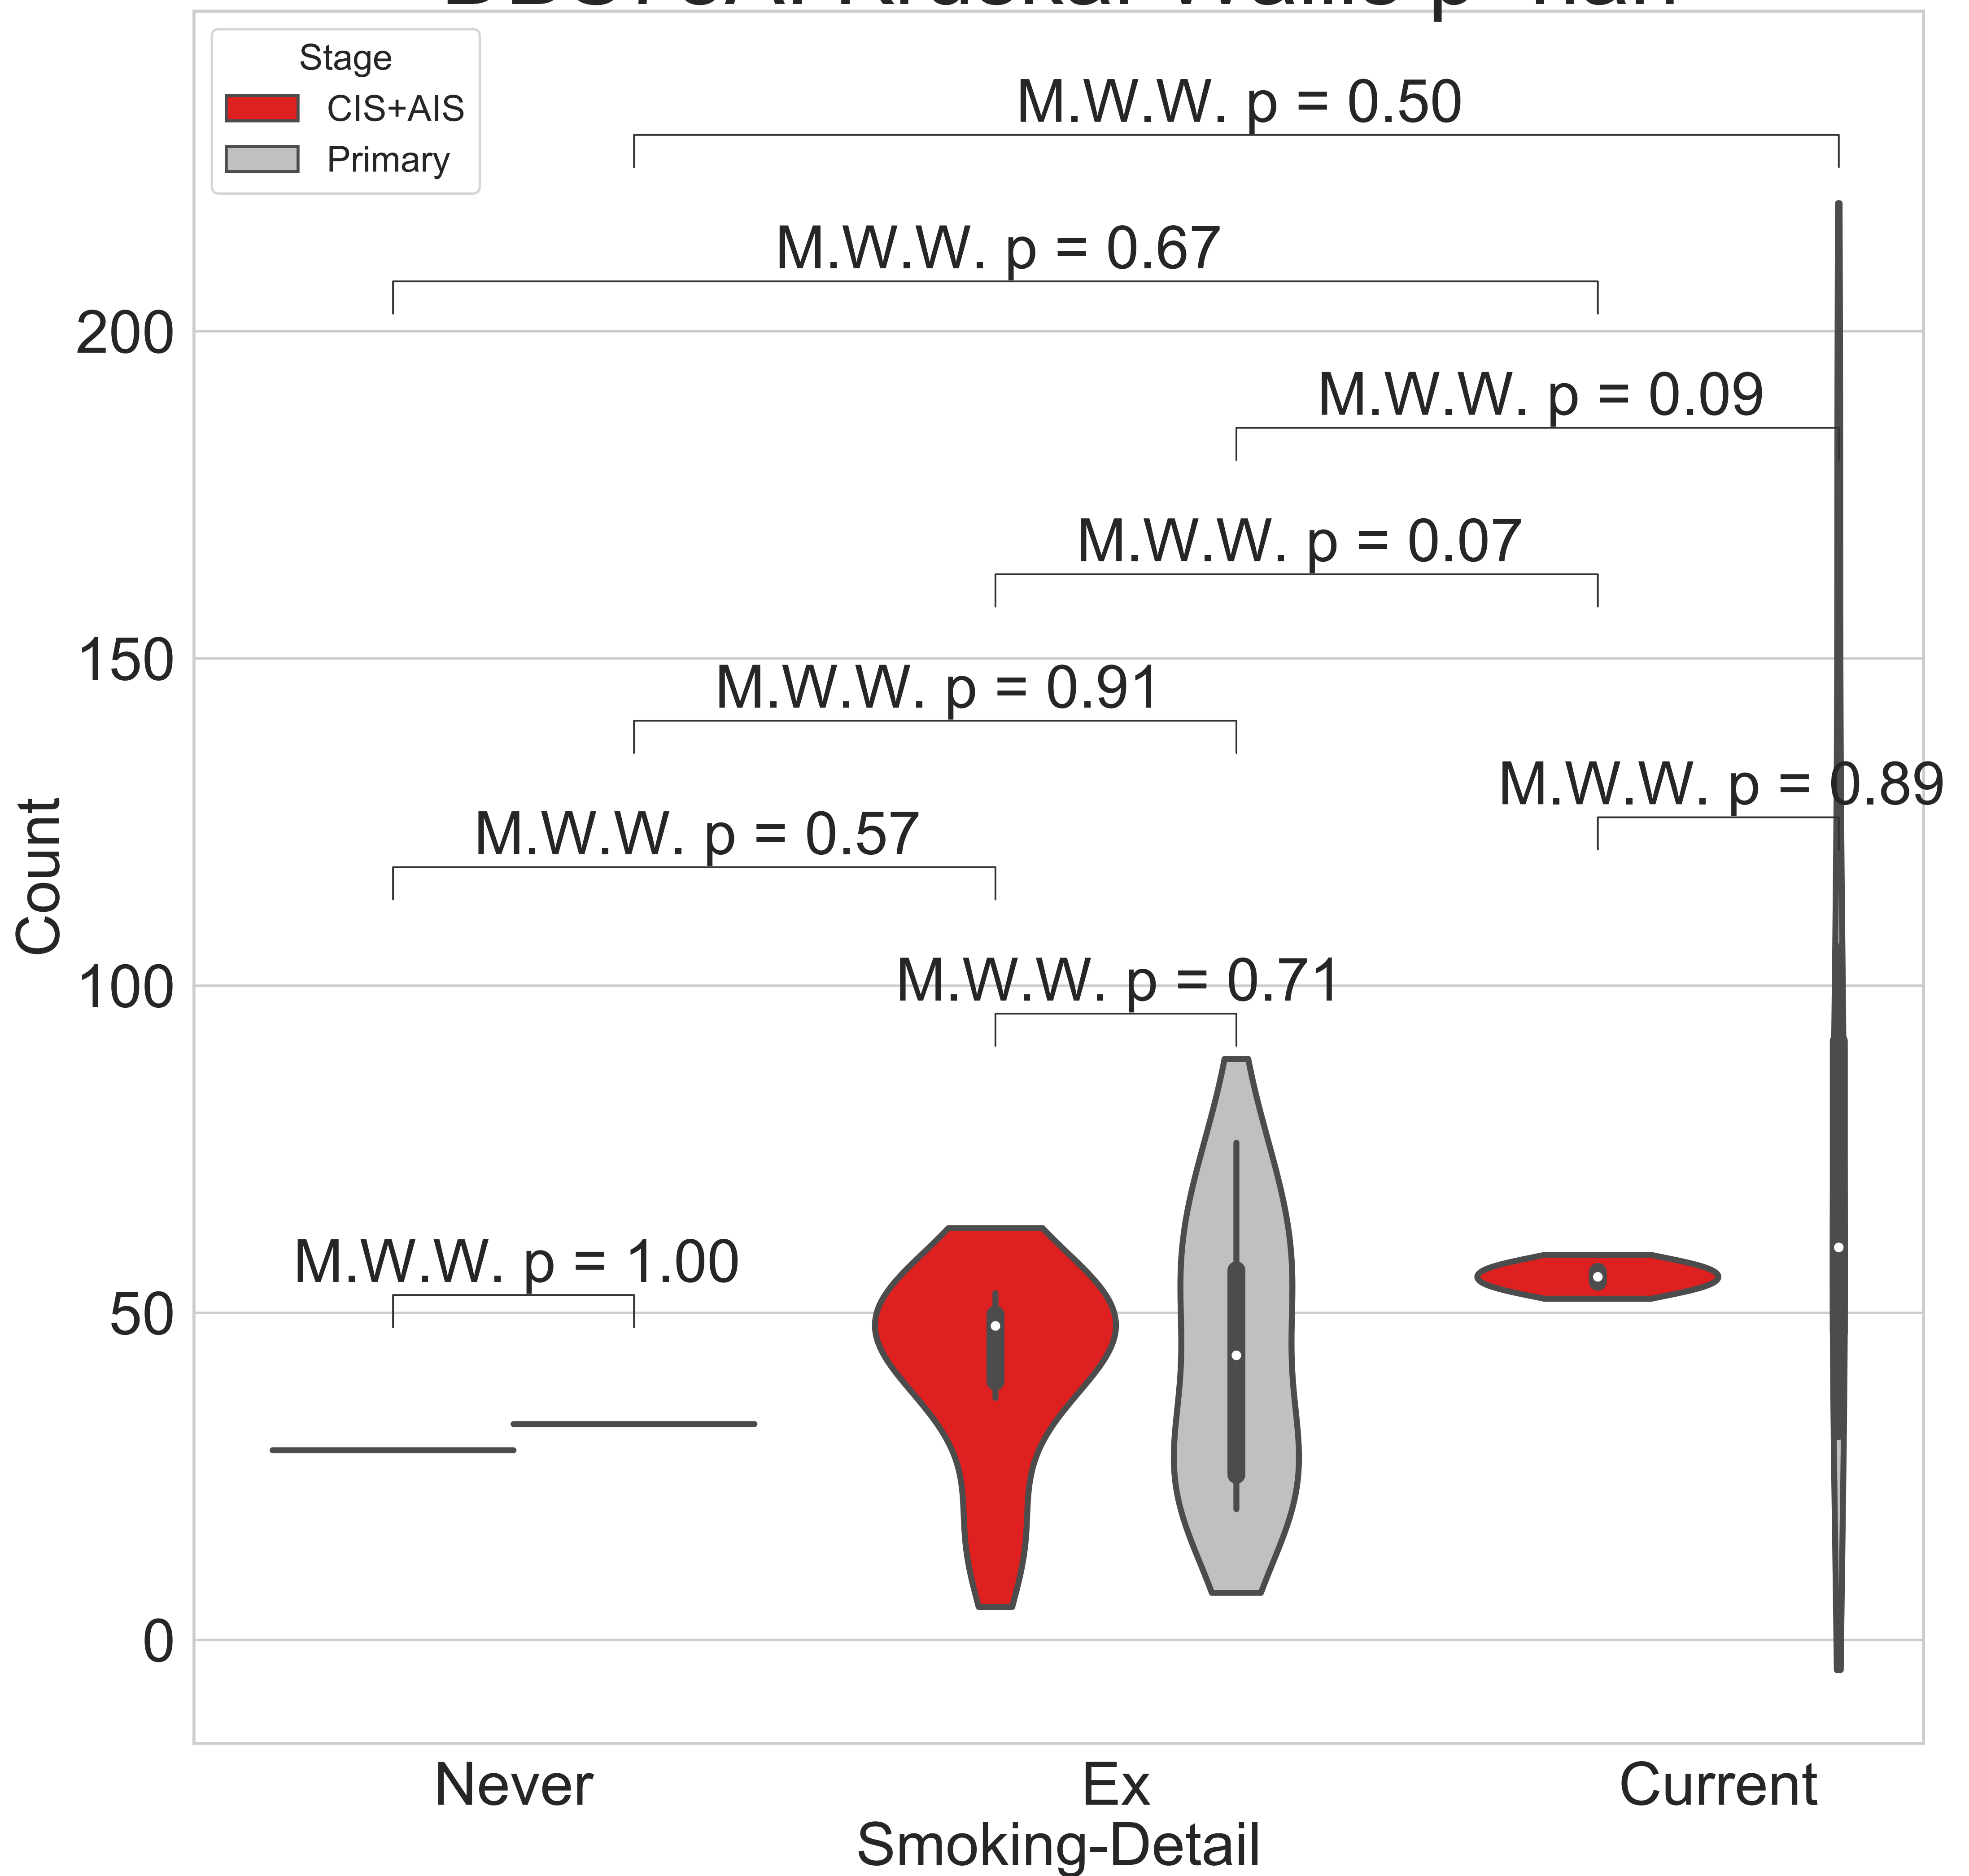 Stage
CIS+AIS
Primary
M.W.W. p = 0.50
M.W.W. p = 0.67
200
M.W.W. p = 0.09
M.W.W. p = 0.07
150
M.W.W. p = 0.91
M.W.W. p = 0.89
M.W.W. p = 0.57
Count
100
M.W.W. p = 0.71
M.W.W. p = 1.00
50
0
Never
Ex
Current
Smoking-Detail